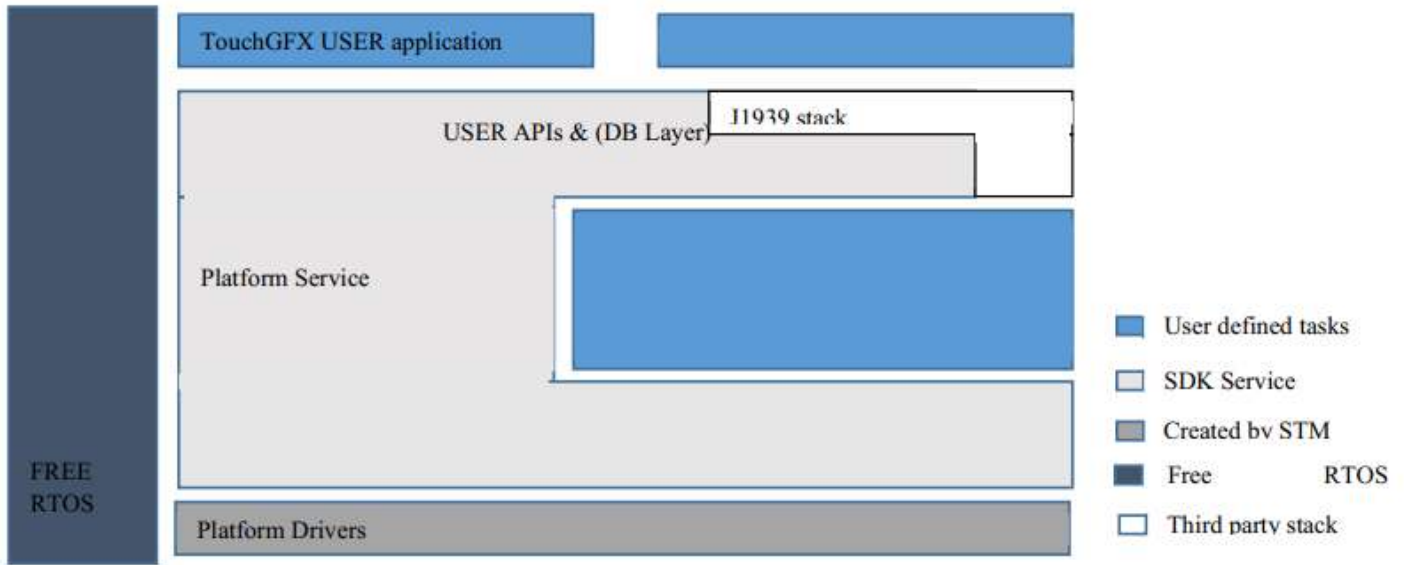 TouchGFX USER application
J1939 stack
USER APIs & (DB Layer)
Platform Service
User defined tasks
SDK Service
Created by STM
FREE
RTOS
Free RTOS
Platform Drivers
Third party stack